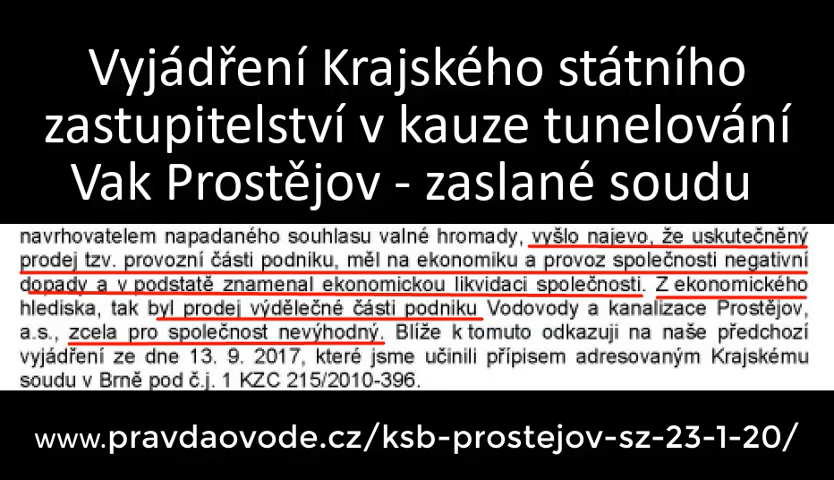 Vyjádření Krajského státního
zastupitelství v kauze tunelování
Vak Prostějov - zaslané soudu
navrhovatelem napadaného souhlasu valné hromady, vyšlo najevo, že uskutečněný
prodej tzv. provozní části podniku, měl na ekonomiku a provoz společnosti negativní
dopady a v podstatě znamenal ekonomickou likvidaci společnosti. Z ekonomického
hlediska, tak byl prodej výdělečné části podniku Vodovody a kanalizace Prostějov,
a.s., zcela pro společnost nevýhodný. Blíže k tomuto odkazuji na naše předchozí
vyjádření ze dne 13. 9. 2017, které jsme učinili přípisem adresovaným Krajskému
soudu v Brně pod č.j. 1 KZC 215/2010-396.
www.pravdaovode.cz/ksb-prostejov-sz-23-1-20/